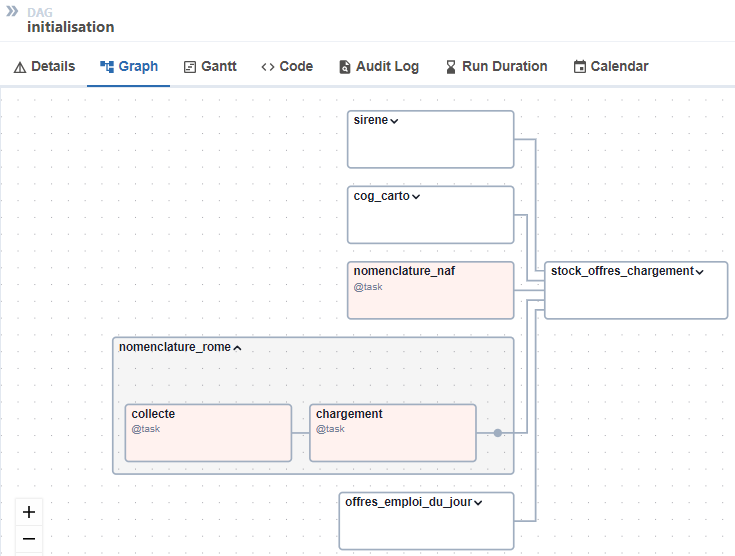 DAG
initialisation
Details
Graph
Gantt
Code
Audit Log
Run Duration
Calendar
sirene
cog_carto
nomenclature_naf
@task
stock_offres_chargement
nomenclature_rome
collecte
@task
chargement
@task
offres_emploi_du_jour
+
−